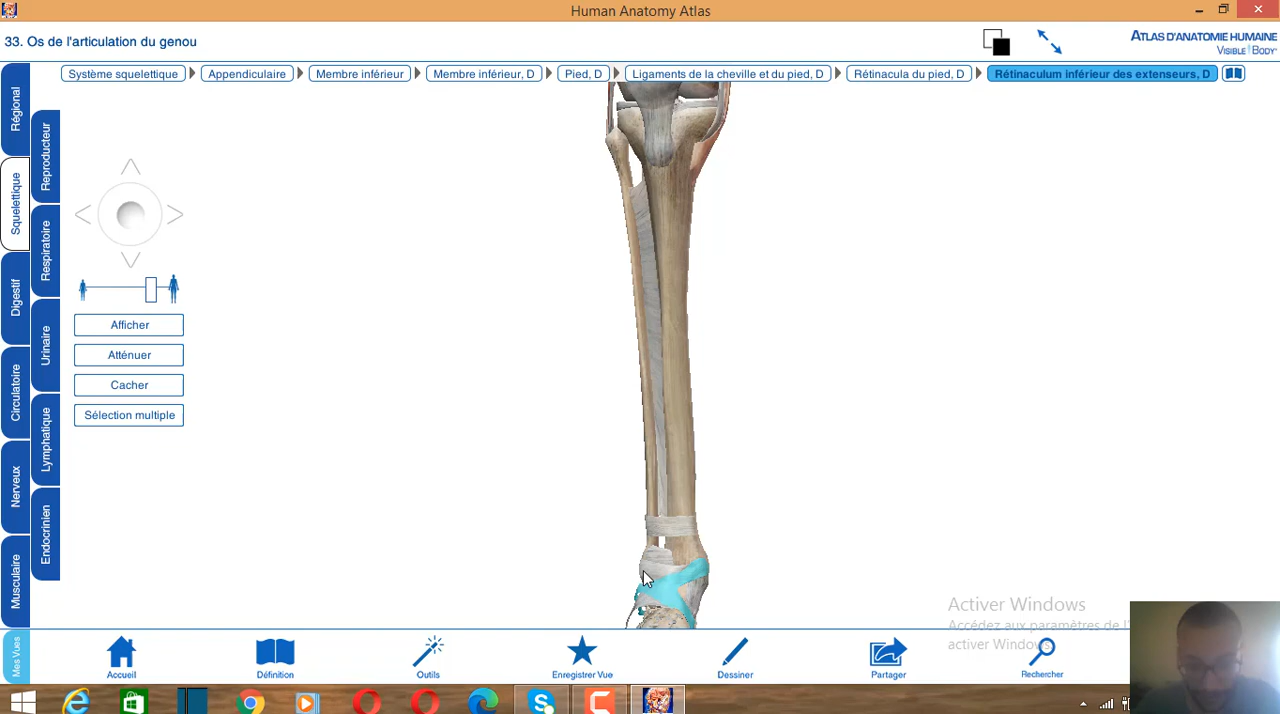 Human Anatomy Atlas
33. Os de l'articulation du genou
ATLAS D'ANATOMIE HUMAINE
VISIBLE BODY
Système squelettique
Appendiculaire
Membre inférieur
Membre inférieur, D
Pied, D
Ligaments de la cheville et du pied, D
Rétinacula du pied, D
Rétinaculum inférieur des extenseurs, D
Régional
Squelettique
Digestif
Circulatoire
Nerveux
Musculaire
Mes Vues
Reproducteur
Respiratoire
Urinaire
Lymphatique
Endocrinien
Afficher
Atténuer
Cacher
Sélection multiple
Activer Windows
Accédez aux paramètres de l'
activer Windows
Accueil
Définition
Outils
Enregistrer Vue
Dessiner
Partager
Rechercher